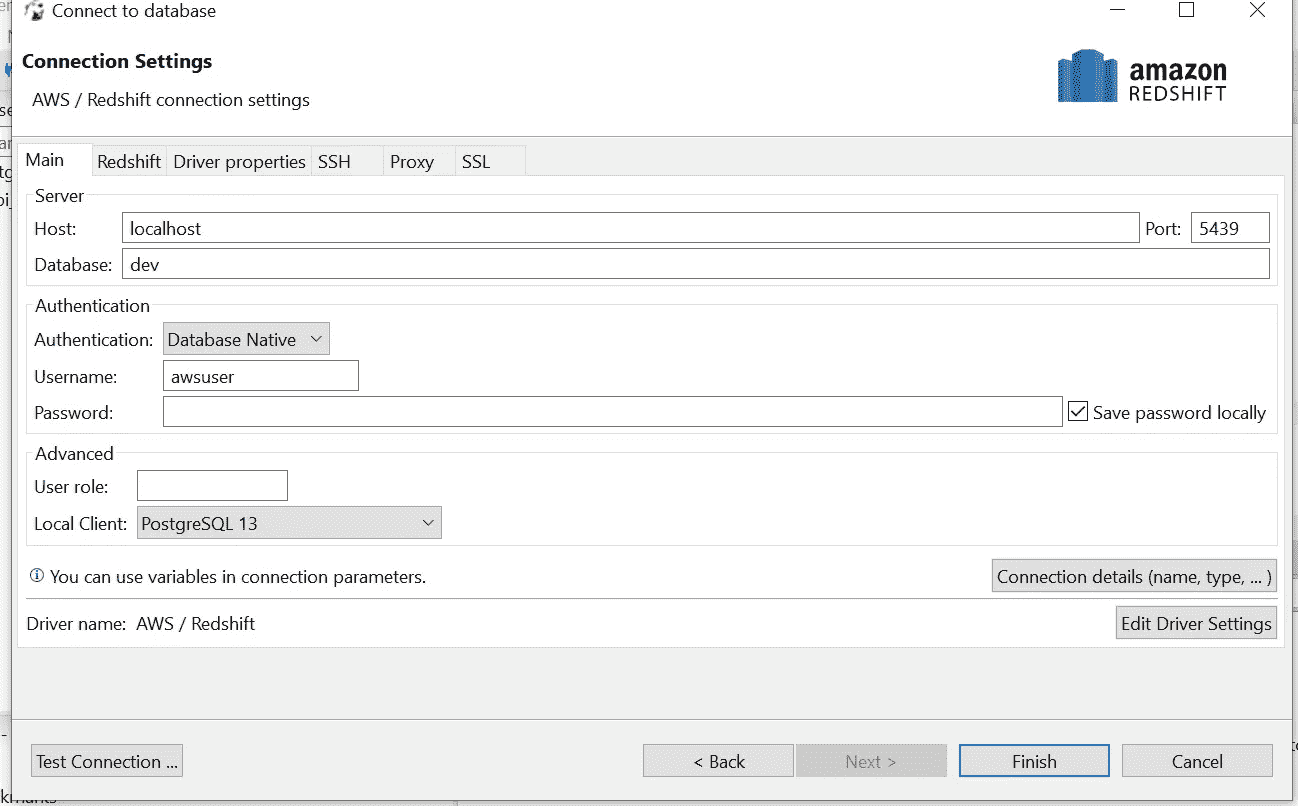 Connect to database
Connection Settings
AWS / Redshift connection settings
amazon
REDSHIFT
Main Redshift Driver properties SSH Proxy SSL
Server
Host: localhost Port: 5439
Database: dev
Authentication
Authentication: Database Native
Username: awsuser
Password: Save password locally
Advanced
User role:
Local Client: PostgreSQL 13
You can use variables in connection parameters.
Connection details (name, type, ... )
Driver name: AWS / Redshift
Edit Driver Settings
Test Connection ... < Back Next > Finish Cancel